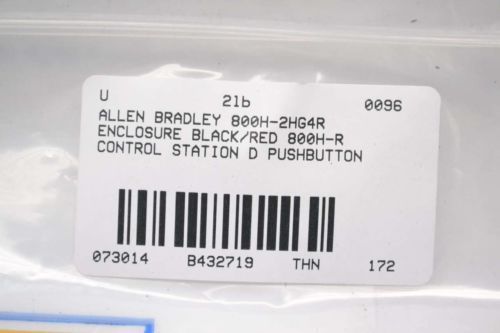 U 21b 0096
ALLEN BRADLEY 800H-2HG4R
ENCLOSURE BLACK/RED 800H-R
CONTROL STATION D PUSHBUTTON
073014 B432719 THN 172